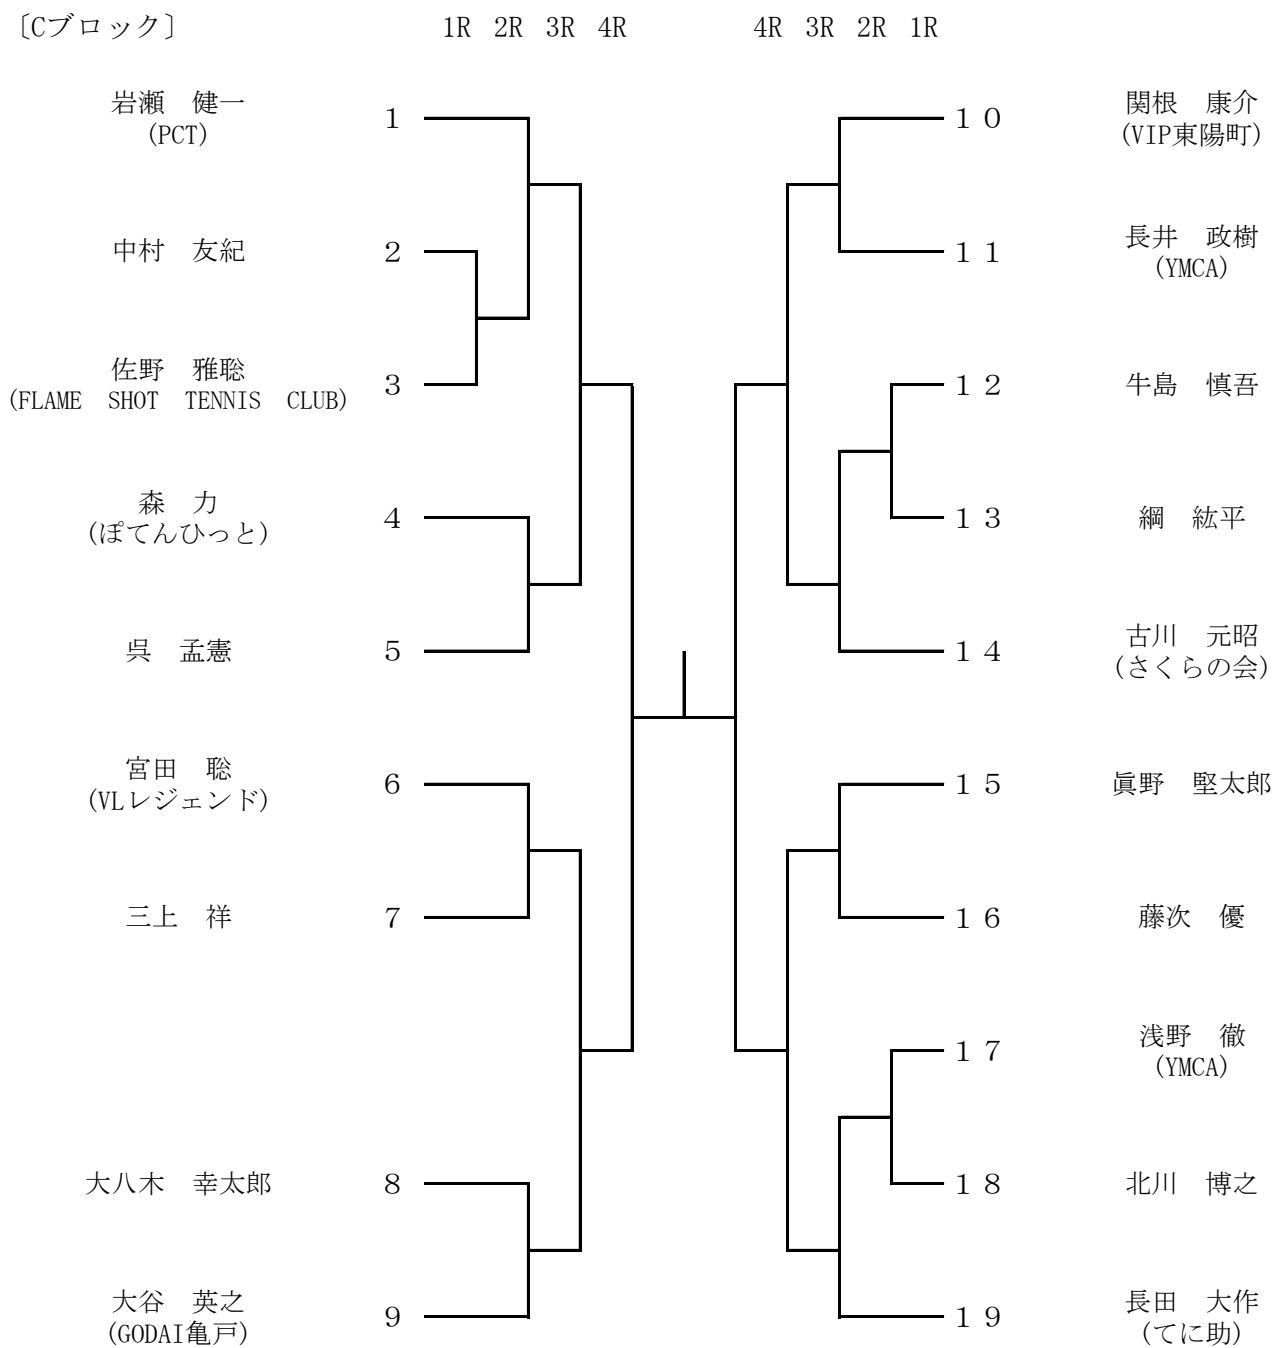 〔Cブロック〕 1R 2R 3R 4R 4R 3R 2R 1R
岩瀬　健一
(PCT)
1
中村　友紀
2
佐野　雅聡
(FLAME　SHOT　TENNIS　CLUB)
3
森　力
(ぽてんひっと)
4
呉　孟憲
5
宮田　聡
(VLレジェンド)
6
三上　祥
7
大八木　幸太郎
8
大谷　英之
(GODAI亀戸)
9
10
関根　康介
(VIP東陽町)
11
長井　政樹
(YMCA)
12
牛島　慎吾
13
綱　紘平
14
古川　元昭
(さくらの会)
15
眞野　堅太郎
16
藤次　優
17
浅野　徹
(YMCA)
18
北川　博之
19
長田　大作
(てに助)